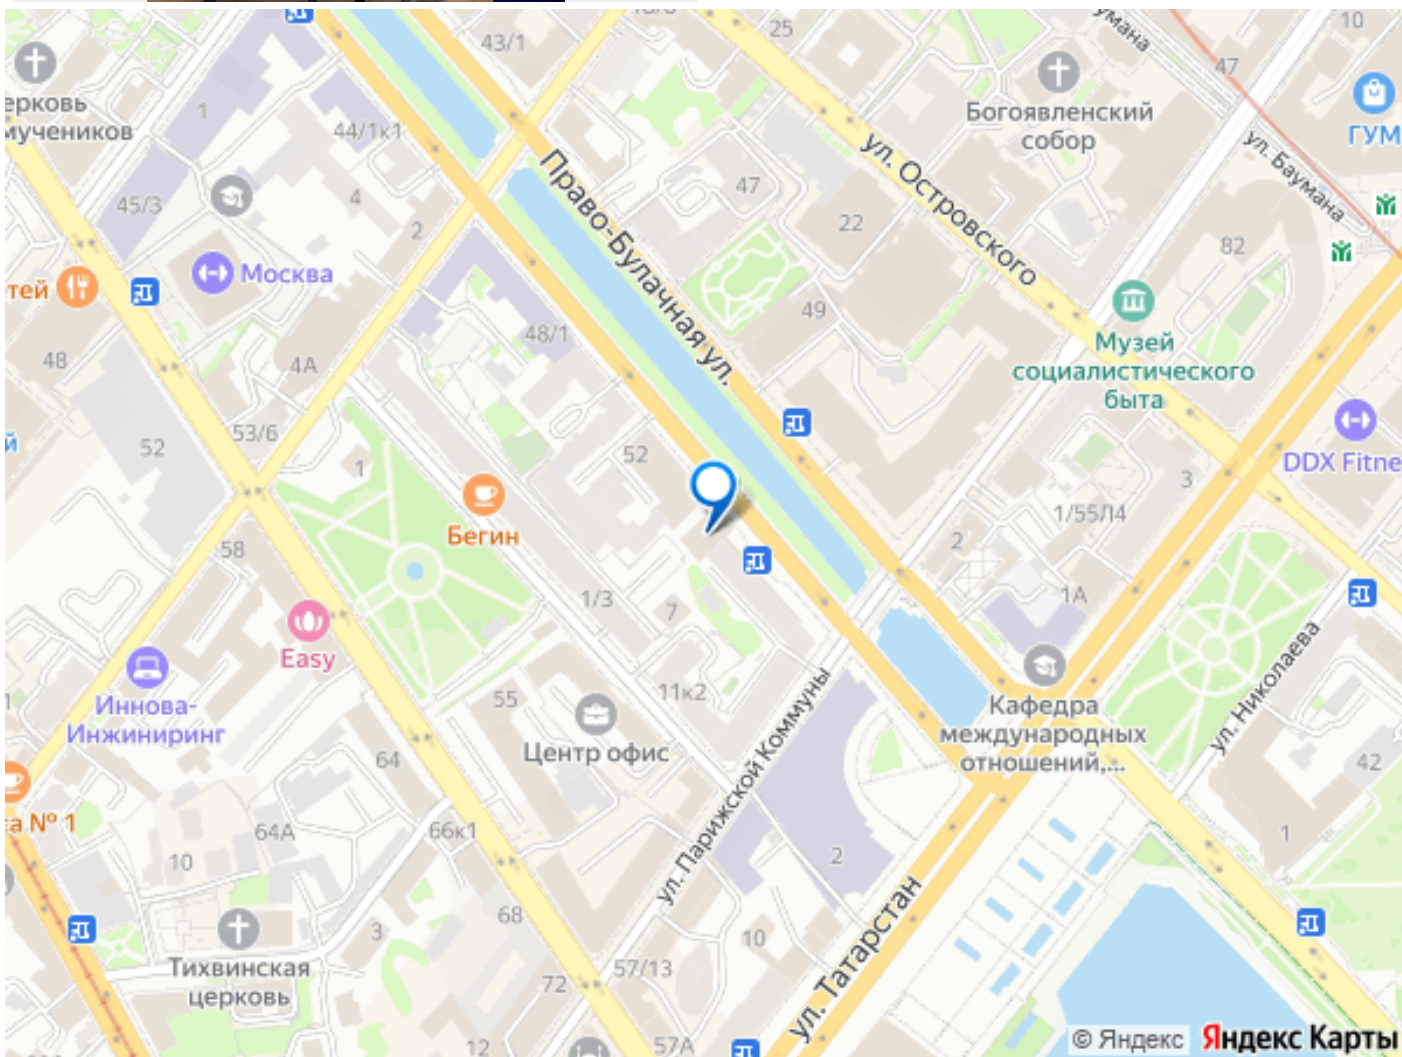 43/1
25
10
47
ерковь
мучеников
1
44/1к1
Богоявленский
собор
ГУМ
ул. Баумана
45/3
4
2
47
22
ул. Островского
Право-Булачная ул.
82
Москва
тей
49
48/1
48
4А
Музей
социалистического
быта
53/6
52
й
1
52
DDX Fitne
3
1/55/14
Бегин
58
2
1/3
7
1А
Easy
ул. Николаева
Иннова-
Инжиниринг
1
55
11к2
Кафедра
международных
отношений,...
Центр офис
ул. Парижской Коммуны
64
42
а № 1
64А
66к1
10
1
2
68
3
10
Тихвинская
церковь
57/13
72
ул. Татарстан
12
57А
© Яндекс Яндекс Карты